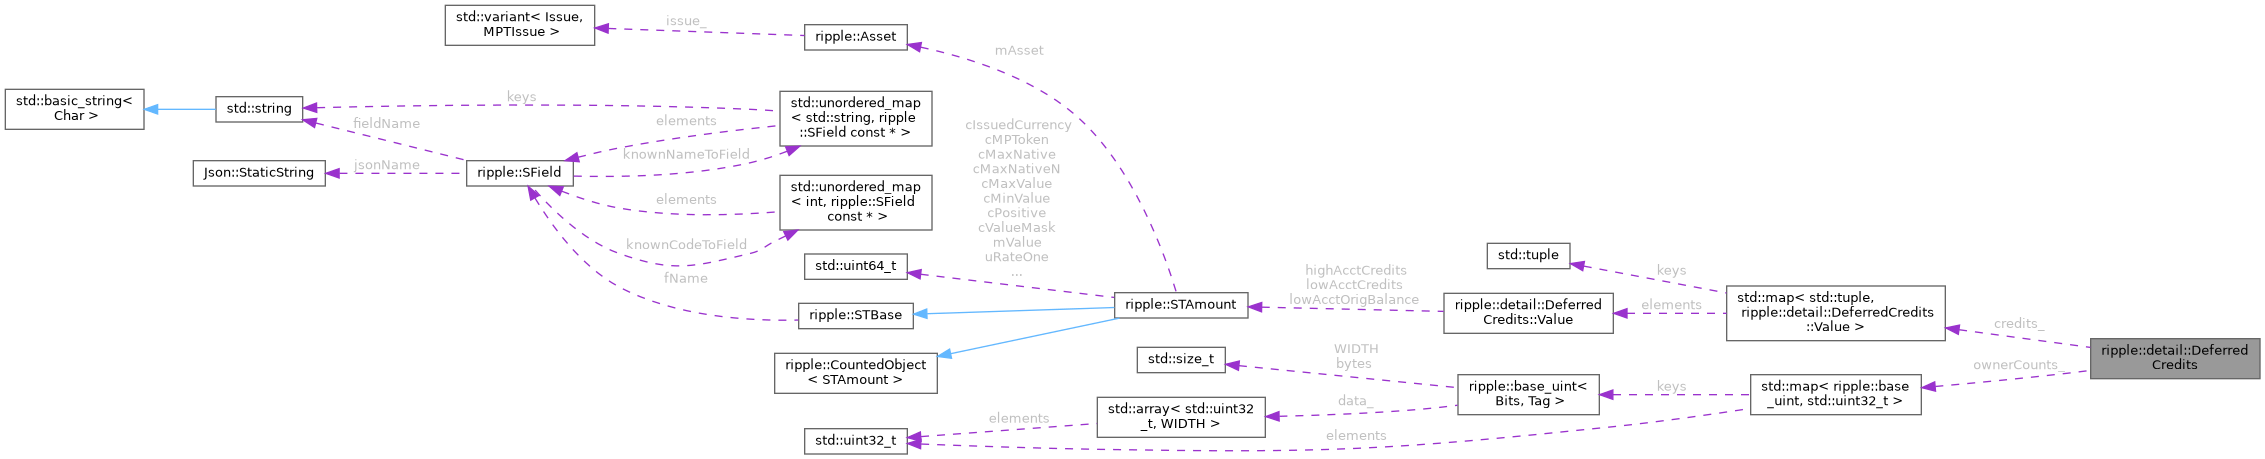 std::variant< Issue,
MPTIssue >
issue_
ripple::Asset
mAsset
std::basic_string<
Char >
std::string
keys
fieldName
std::unordered_map
< std::string, ripple
::SField const * >
elements
knownNameToField
Json::StaticString
jsonName
ripple::SField
std::unordered_map
< int, ripple::SField
const * >
elements
knownCodeToField
fName
cIssuedCurrency
cMPToken
cMaxNative
cMaxNativeN
cMaxValue
cMinValue
cPositive
cValueMask
mValue
uRateOne
...
std::uint64_t
ripple::STBase
ripple::CountedObject
< STAmount >
ripple::STAmount
highAcctCredits
lowAcctCredits
lowAcctOrigBalance
ripple::detail::Deferred
Credits::Value
std::tuple
keys
elements
std::map< std::tuple,
ripple::detail::DeferredCredits
::Value >
credits_
ripple::detail::Deferred
Credits
ownerCounts_
std::size_t
WIDTH
bytes
ripple::base_uint<
Bits, Tag >
keys
std::map< ripple::base
_uint, std::uint32_t >
data_
std::array< std::uint32
_t, WIDTH >
elements
elements
std::uint32_t